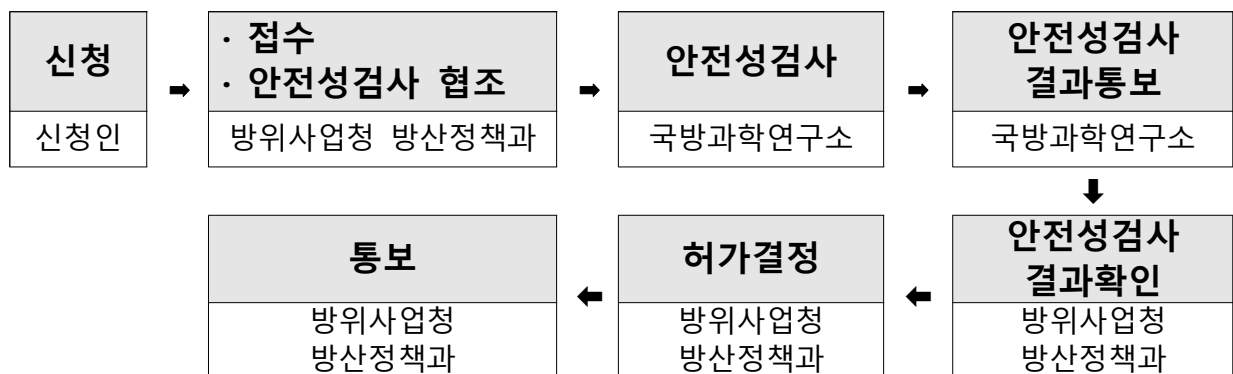 신청
신청인
➡
· 접수
· 안전성검사 협조
방위사업청 방산정책과
➡
안전성검사
국방과학연구소
➡
안전성검사
결과통보
국방과학연구소
⬇
안전성검사
결과확인
방위사업청
방산정책과
⬅
허가결정
방위사업청
방산정책과
⬅
통보
방위사업청
방산정책과